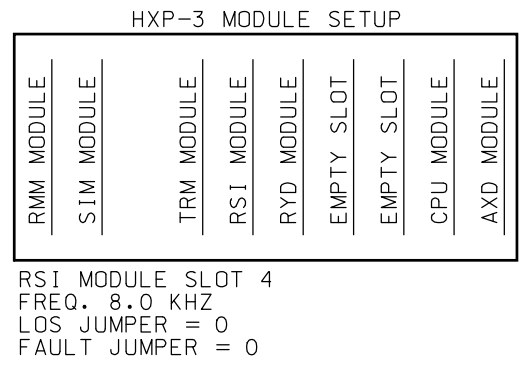 HXP-3 MODULE SETUP
RMM MODULE
SIM MODULE
TRM MODULE
RSI MODULE
RYD MODULE
EMPTY SLOT
EMPTY SLOT
CPU MODULE
AXD MODULE
RSI MODULE SLOT 4
FREQ. 8.0 KHZ
LOS JUMPER = 0
FAULT JUMPER = 0